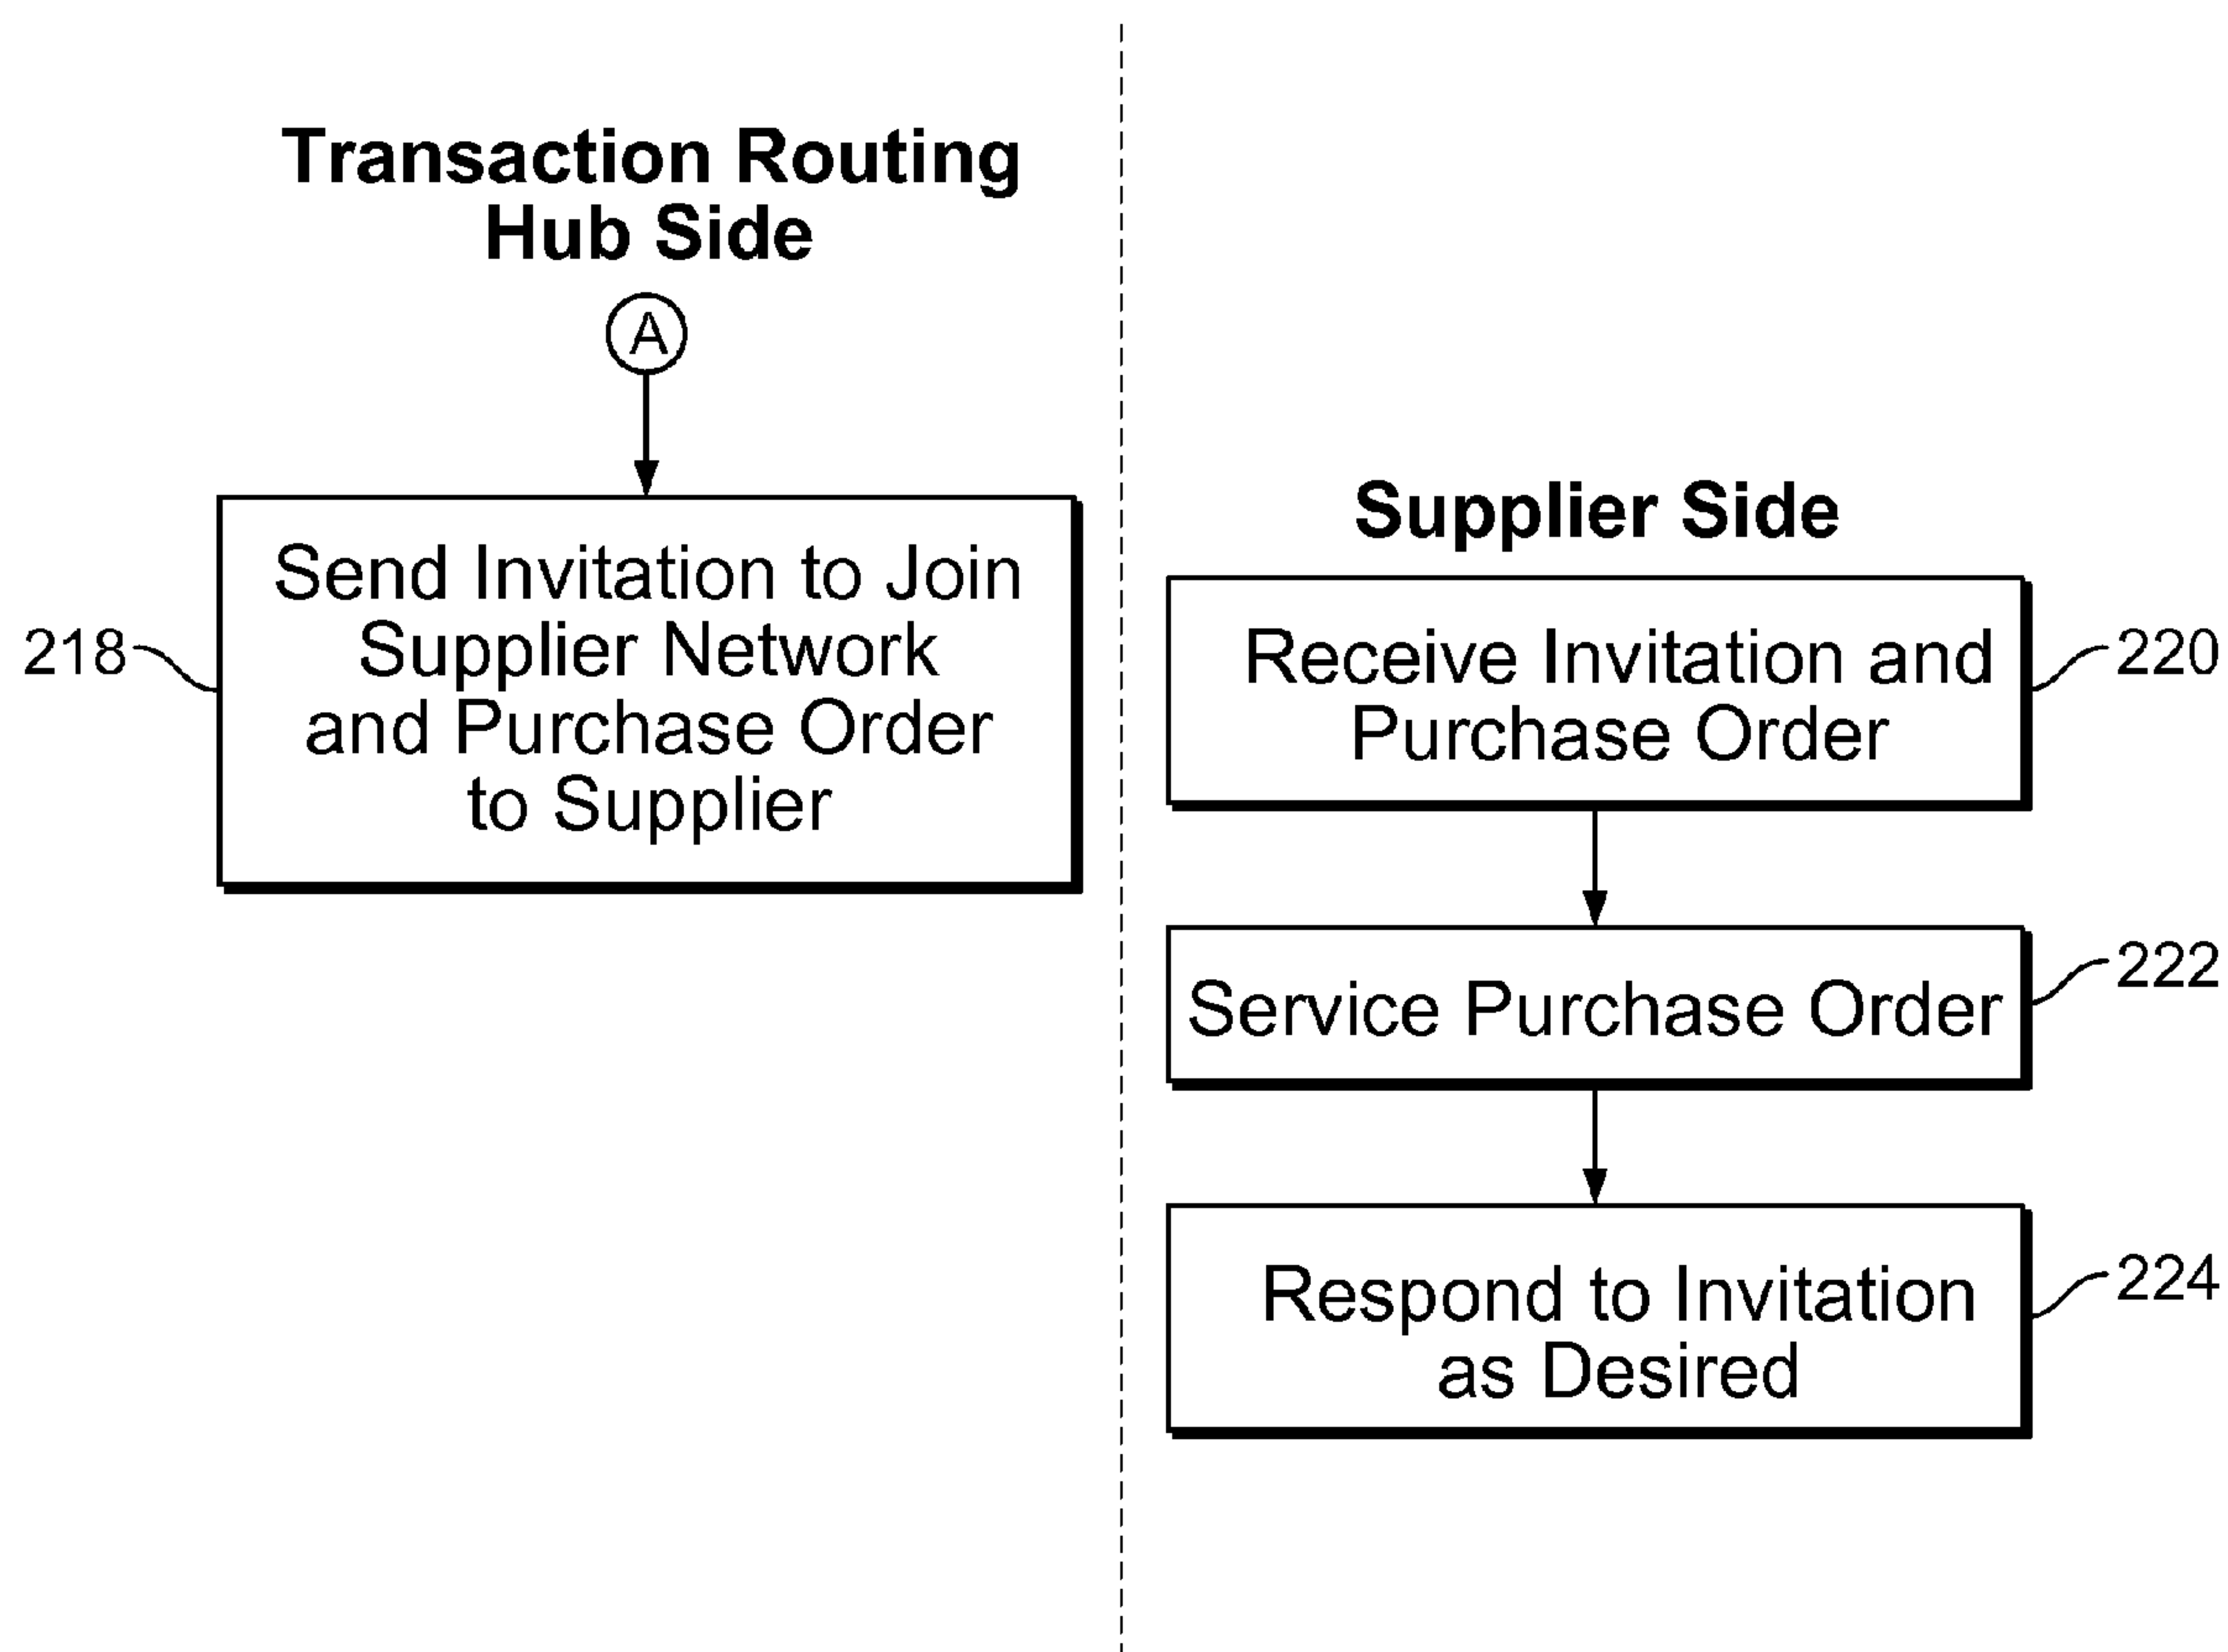 Transaction Routing
Hub Side
A
Send Invitation to Join
Supplier Network
and Purchase Order
to Supplier
218
Supplier Side
Receive Invitation and
Purchase Order
220
Service Purchase Order
222
Respond to Invitation
as Desired
224